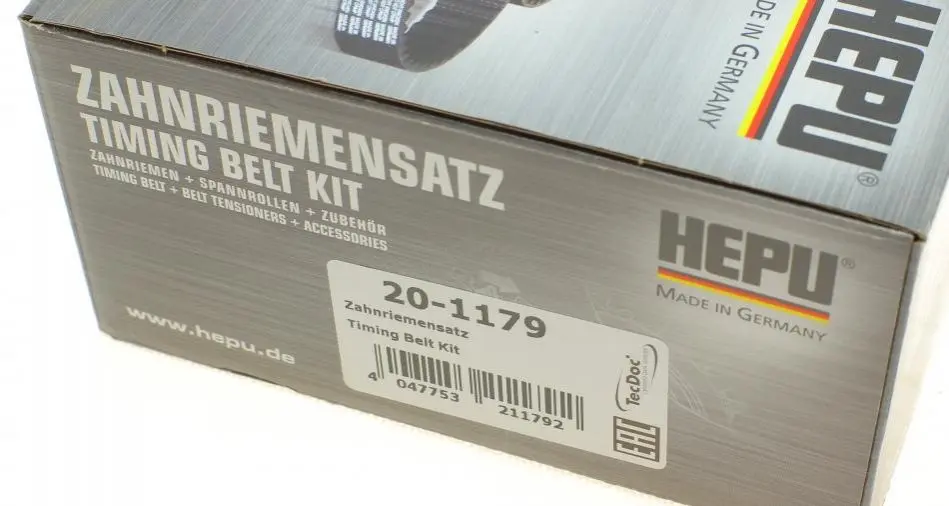 MADE IN GERMANY
HEPU®
ZAHNRIEMENSATZ
TIMING BELT KIT
ZAHNRIEMEN + SPANNROLLEN + ZUBEHÖR
TIMING BELT + BELT TENSIONERS + ACCESSORIES
HEPU®
MADE IN GERMANY
www.hepu.de
20-1179
Zahnriemensatz
Timing Belt Kit
4 047753 211792
TecDoc
EAC